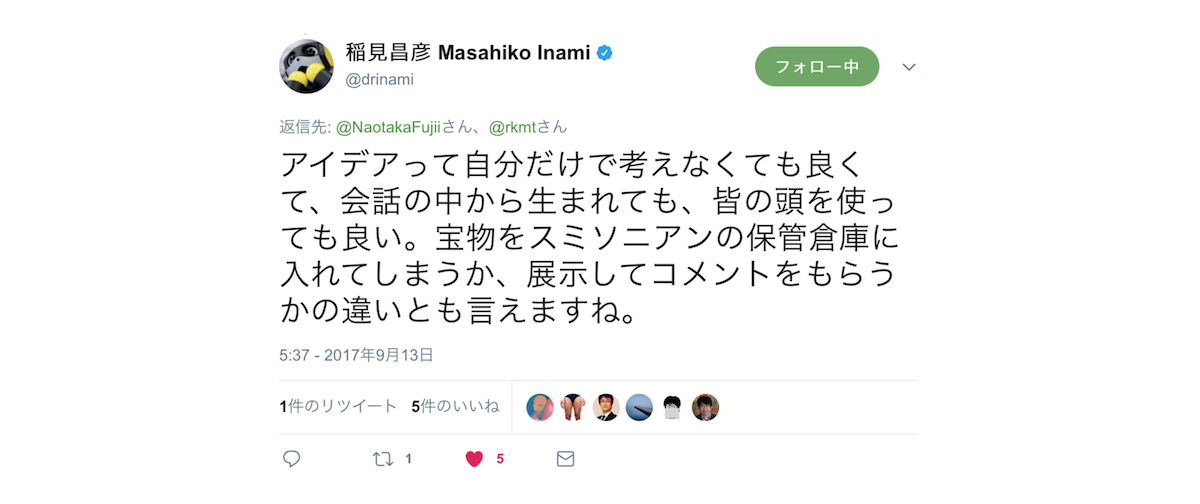 稲見昌彦 Masahiko Inami
@drinami
フォロー中
返信先: @NaotakaFujiiさん、@rkmtさん
アイデアって自分だけで考えなくても良く
て、会話の中から生まれても、皆の頭を使っ
ても良い。宝物をスミソニアンの保管倉庫に
入れてしまうか、展示してコメントをもらう
かの違いとも言えますね。
5:37 - 2017年9月13日
1件のリツイート 5件のいいね
1 5